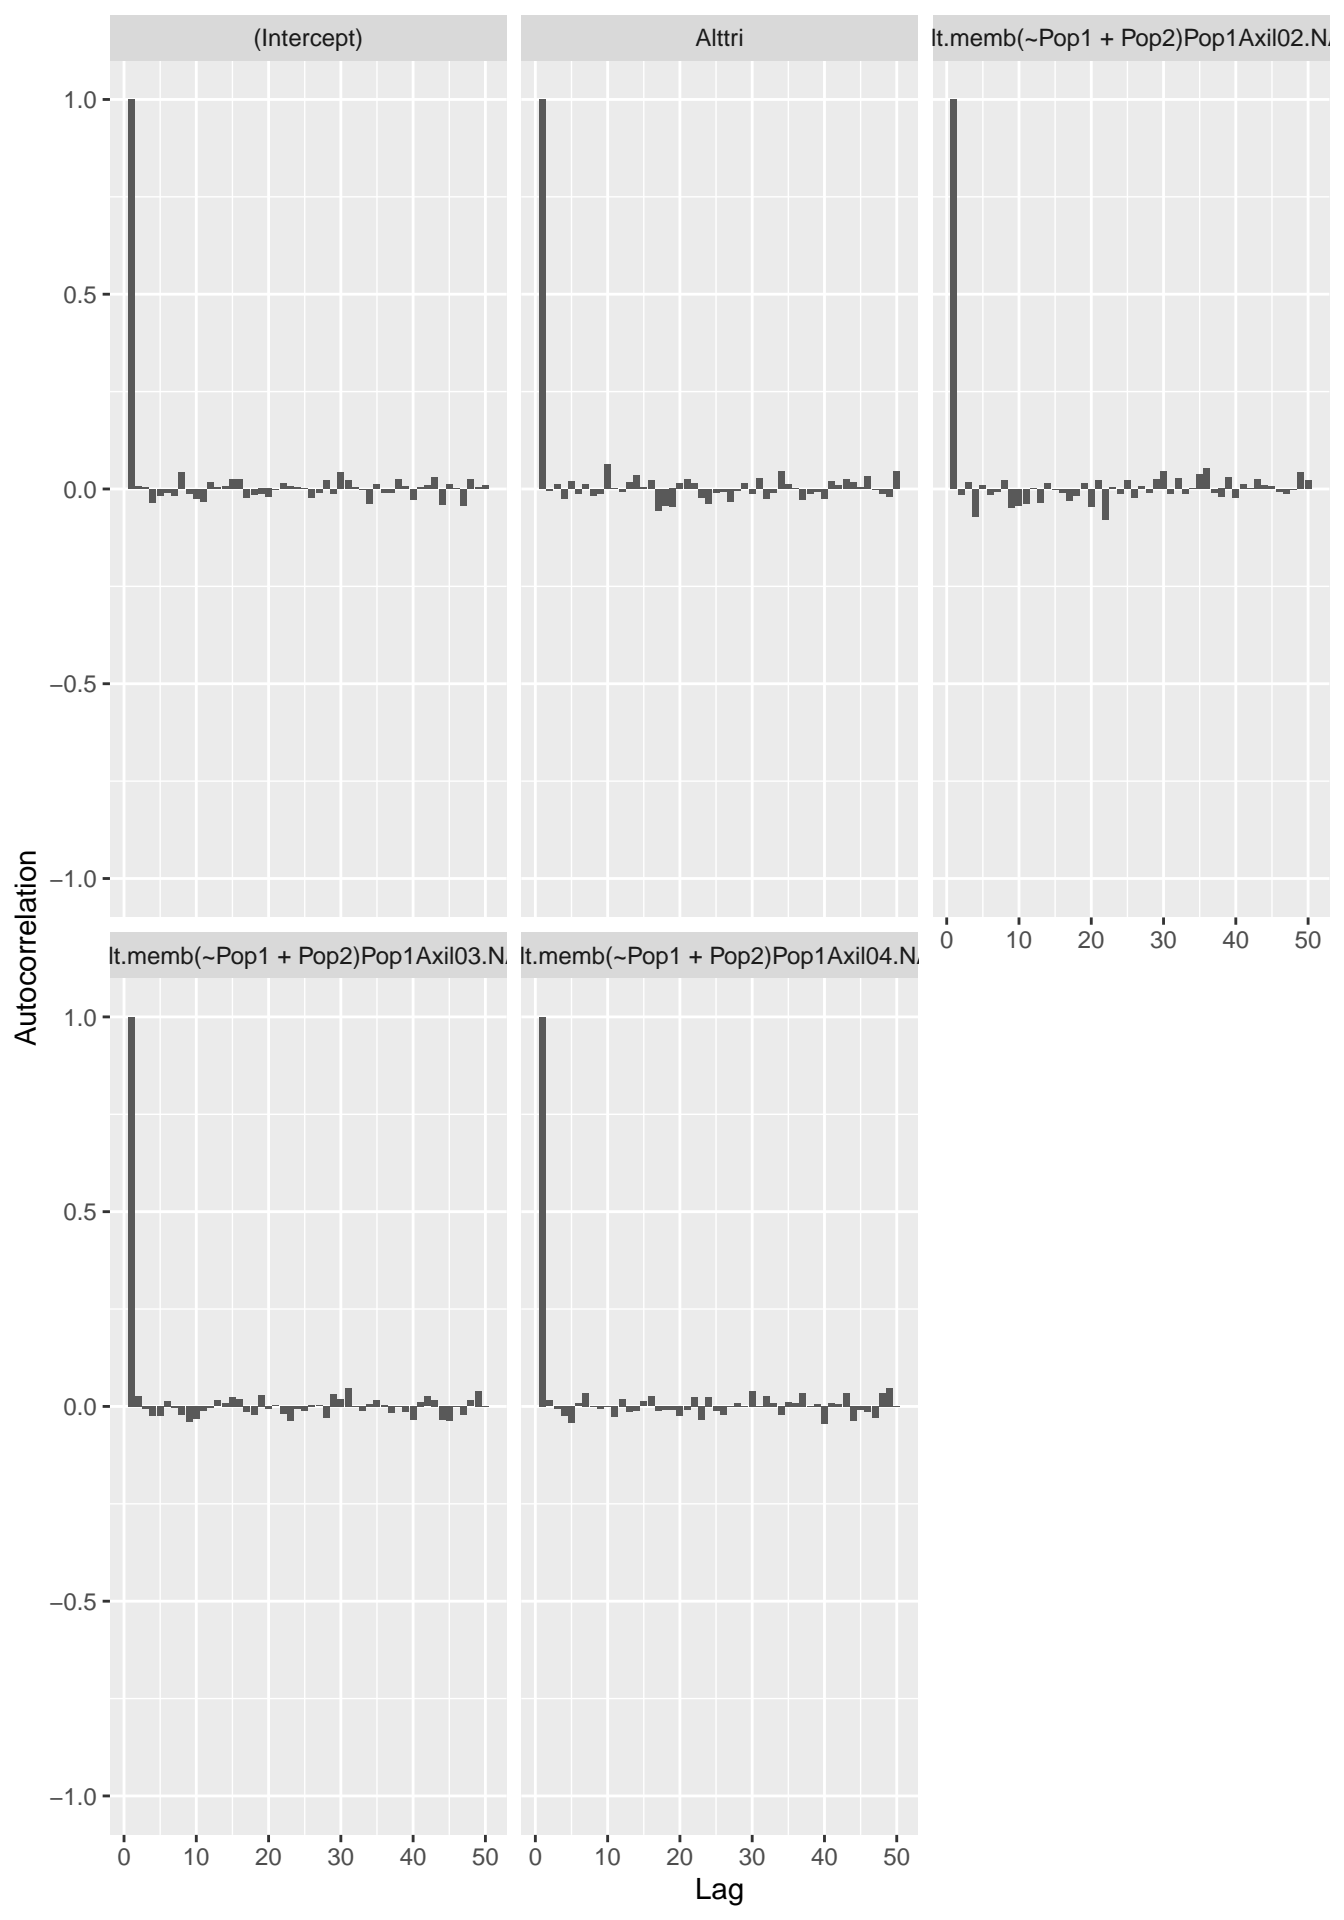 (Intercept)
Alttri
lt.memb(~Pop1 + Pop2)Pop1Axil02.N
1.0
0.5
0.0
−0.5
−1.0
0 10 20 30 40 50
Autocorrelation
lt.memb(~Pop1 + Pop2)Pop1Axil03.N
lt.memb(~Pop1 + Pop2)Pop1Axil04.N
1.0
0.5
0.0
−0.5
−1.0
0 10 20 30 40 50
0 10 20 30 40 50
Lag